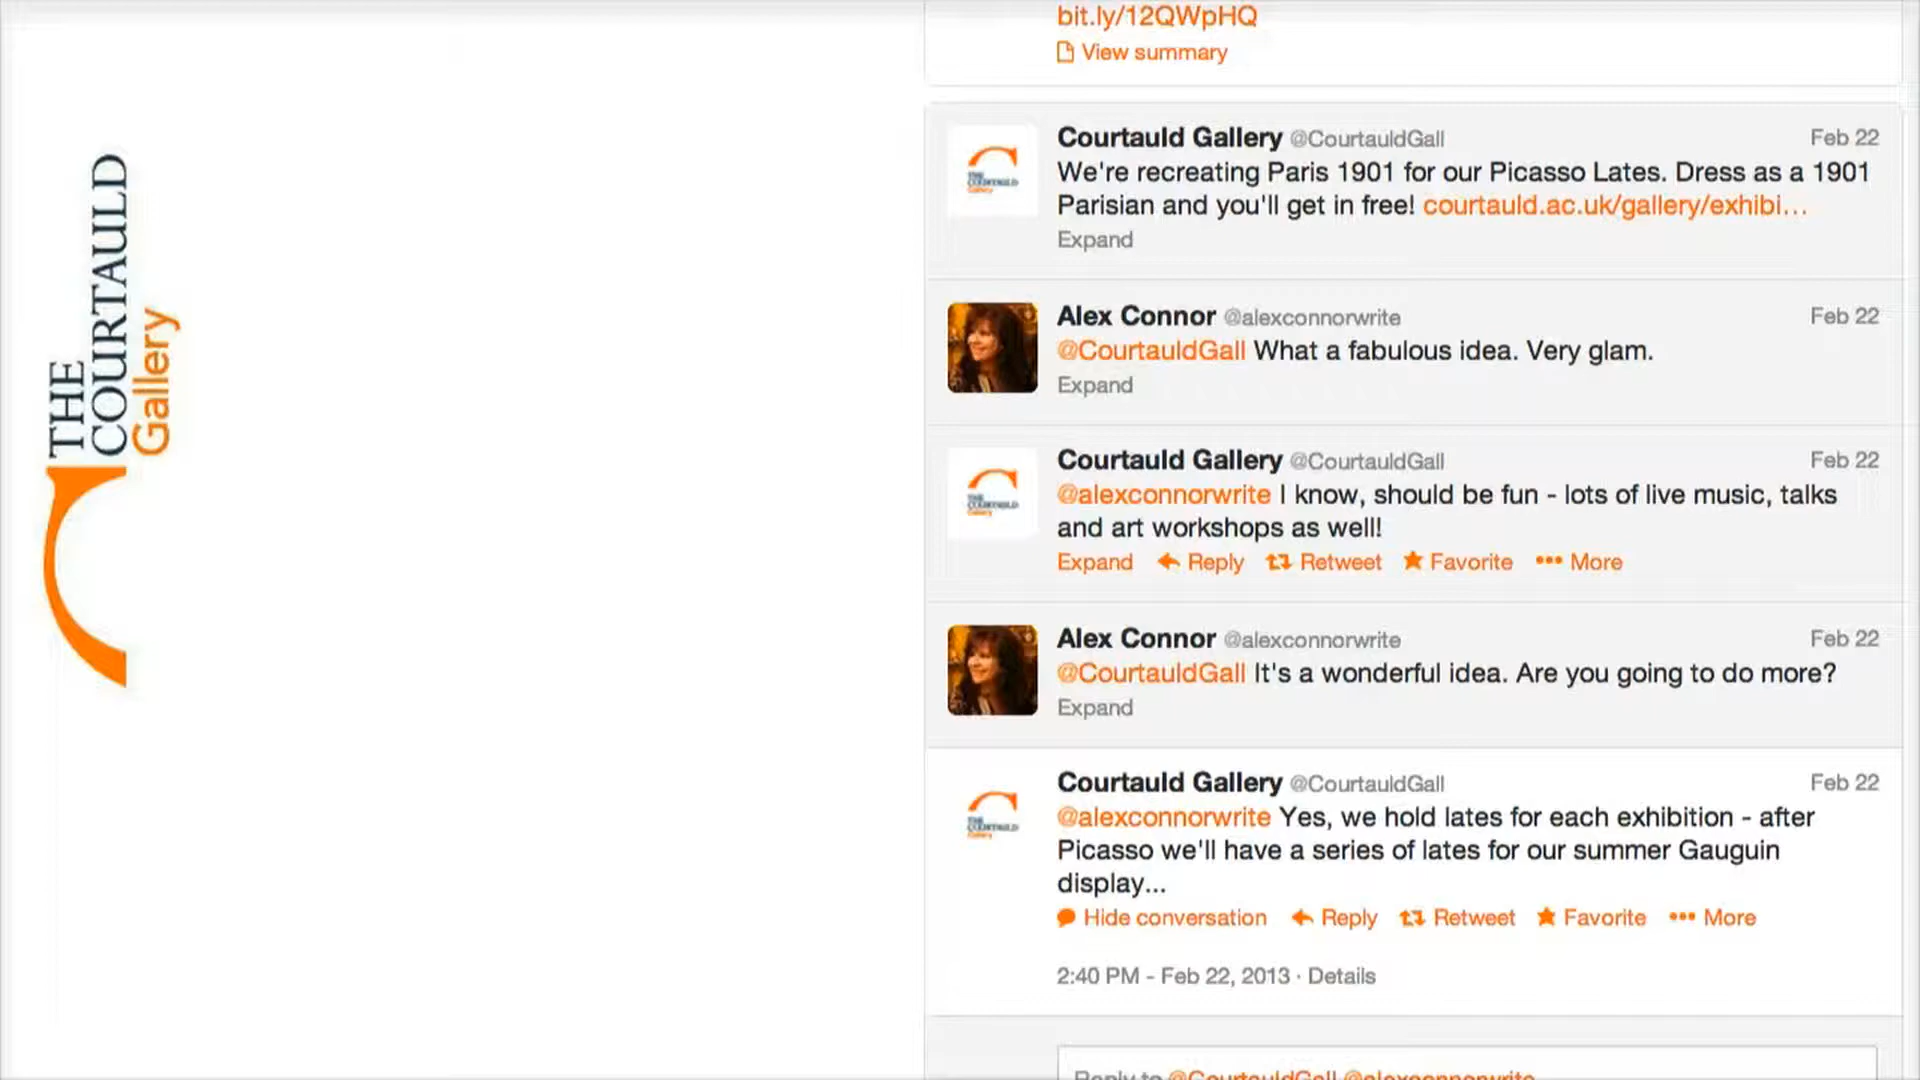 THE
COURTAULD
Gallery
bit.ly/12QWpHQ
View summary
Courtauld Gallery @CourtauldGall Feb 22
We're recreating Paris 1901 for our Picasso Lates. Dress as a 1901
Parisian and you'll get in free! courtauld.ac.uk/gallery/exhibi…
Expand
Alex Connor @alexconnorwrite Feb 22
@CourtauldGall What a fabulous idea. Very glam.
Expand
Courtauld Gallery @CourtauldGall Feb 22
@alexconnorwrite I know, should be fun - lots of live music, talks
and art workshops as well!
Expand Reply Retweet Favorite More
Alex Connor @alexconnorwrite Feb 22
@CourtauldGall It's a wonderful idea. Are you going to do more?
Expand
Courtauld Gallery @CourtauldGall Feb 22
@alexconnorwrite Yes, we hold lates for each exhibition - after
Picasso we'll have a series of lates for our summer Gauguin
display...
Hide conversation Reply Retweet Favorite More
2:40 PM - Feb 22, 2013 · Details
Reply to @CourtauldGall @alexconnorwrite